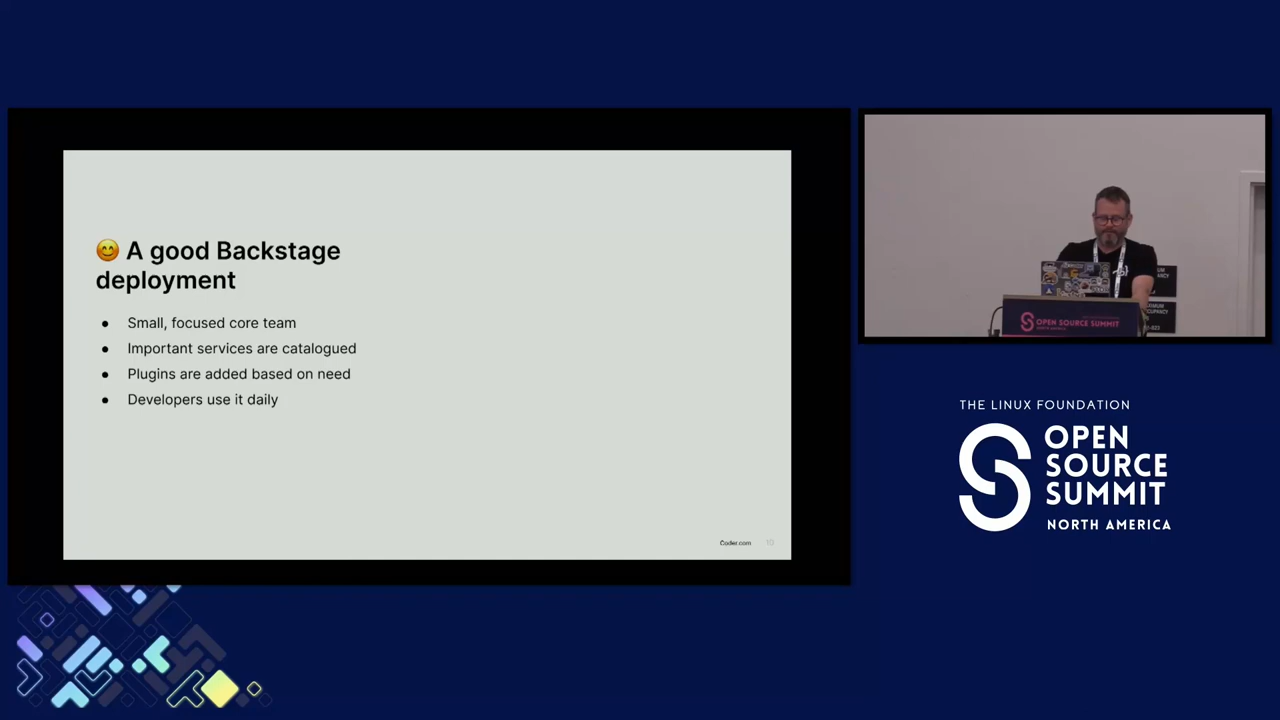 😊 A good Backstage
deployment
● Small, focused core team
● Important services are catalogued
● Plugins are added based on need
● Developers use it daily
Coder.com
OPEN SOURCE SUMMIT
THE LINUX FOUNDATION
OPEN
SOURCE
SUMMIT
NORTH AMERICA